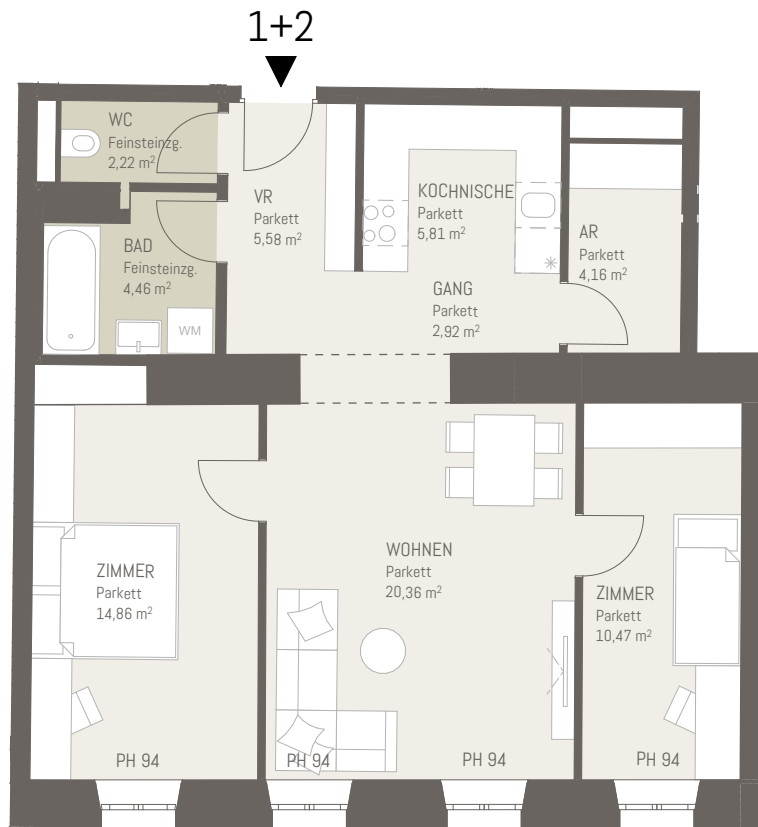 1+2
WC
Feinsteinzg.
2,22 m²
VR
Parkett
5,58 m²
KOCHNISCHE
Parkett
5,81 m²
AR
Parkett
4,16 m²
BAD
Feinsteinzg.
4,46 m²
WM
GANG
Parkett
2,92 m²
ZIMMER
Parkett
14,86 m²
WOHNEN
Parkett
20,36 m²
ZIMMER
Parkett
10,47 m²
PH 94
PH 94
PH 94
PH 94